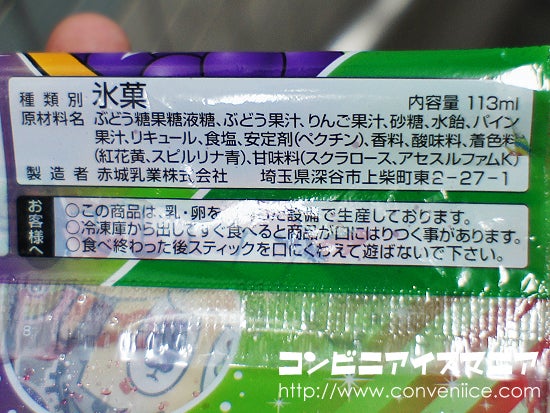 種類別 氷菓 内容量 113ml
原材料名 ぶどう糖果糖液糖、ぶどう果汁、りんご果汁、砂糖、水飴、パイン
果汁、リキュール、食塩、安定剤(ペクチン)、香料、酸味料、着色料
(紅花黄、スピルリナ青)、甘味料(スクラロース、アセスルファムK)
製造者 赤城乳業株式会社 埼玉県深谷市上柴町東2-27-1
お客様へ
○この商品は、乳・卵を した設備で生産しております。
○冷凍庫から出してすぐ食べると商品が口にはりつく事があります。
○食べ終わった後スティックを口にくわえて遊ばないで下さい。
コンビニアイスマニア
http://www.conveniice.com/